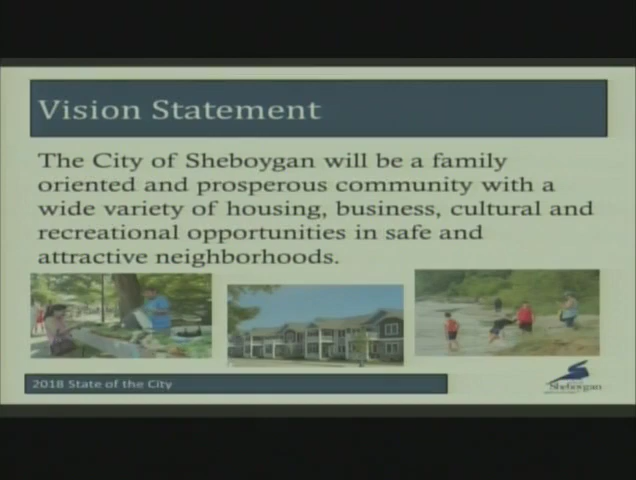 Vision Statement
The City of Sheboygan will be a family
oriented and prosperous community with a
wide variety of housing, business, cultural and
recreational opportunities in safe and
attractive neighborhoods.
2018 State of the City
Sheboygan